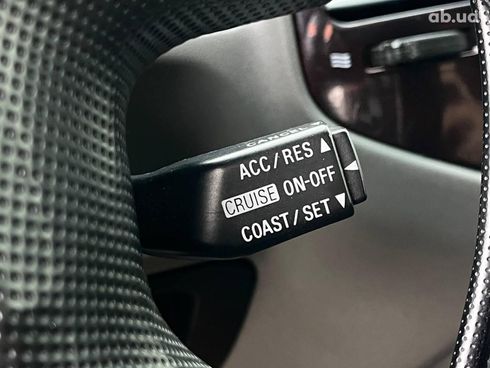 ab.ua
CANCEL
ACC/RES ▲
CRUISE ON-OFF ◀
COAST/SET ▼